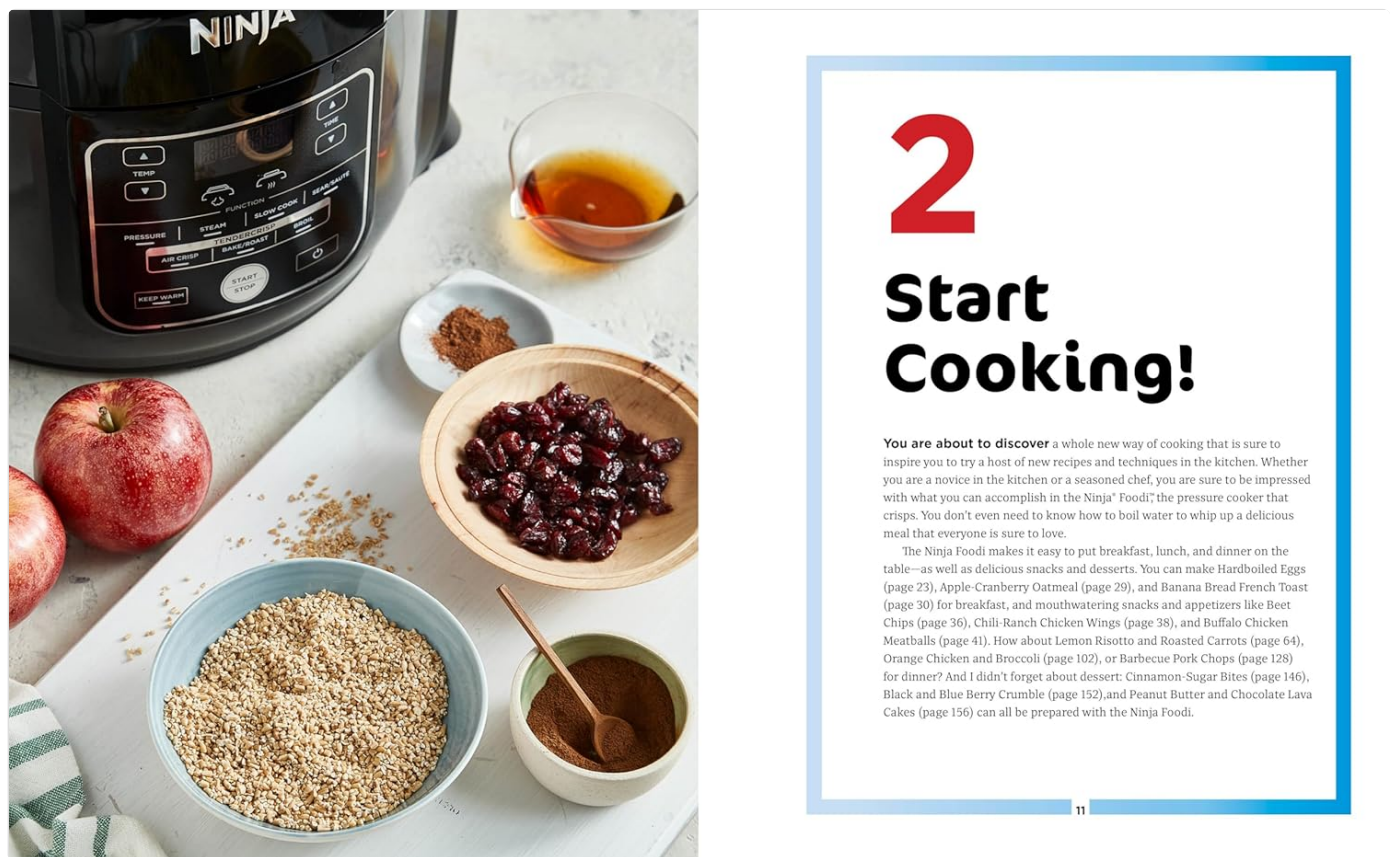 NINJA
TIME
TEMP
FUNCTION
PRESSURE
STEAM
SLOW COOK
SEAR/SAUTÉ
TENDERCRISP
AIR CRISP
BAKE/ROAST
BROIL
START
STOP
KEEP WARM
2
Start
Cooking!
You are about to discover a whole new way of cooking that is sure to
inspire you to try a host of new recipes and techniques in the kitchen. Whether
you are a novice in the kitchen or a seasoned chef, you are sure to be impressed
with what you can accomplish in the Ninja® Foodi™, the pressure cooker that
crisps. You don't even need to know how to boil water to whip up a delicious
meal that everyone is sure to love.
The Ninja Foodi makes it easy to put breakfast, lunch, and dinner on the
table—as well as delicious snacks and desserts. You can make Hardboiled Eggs
(page 23), Apple-Cranberry Oatmeal (page 29), and Banana Bread French Toast
(page 30) for breakfast, and mouthwatering snacks and appetizers like Beet
Chips (page 36), Chili-Ranch Chicken Wings (page 38), and Buffalo Chicken
Meatballs (page 41). How about Lemon Risotto and Roasted Carrots (page 64),
Orange Chicken and Broccoli (page 102), or Barbecue Pork Chops (page 128)
for dinner? And I didn't forget about dessert: Cinnamon-Sugar Bites (page 146),
Black and Blue Berry Crumble (page 152),and Peanut Butter and Chocolate Lava
Cakes (page 156) can all be prepared with the Ninja Foodi.
11